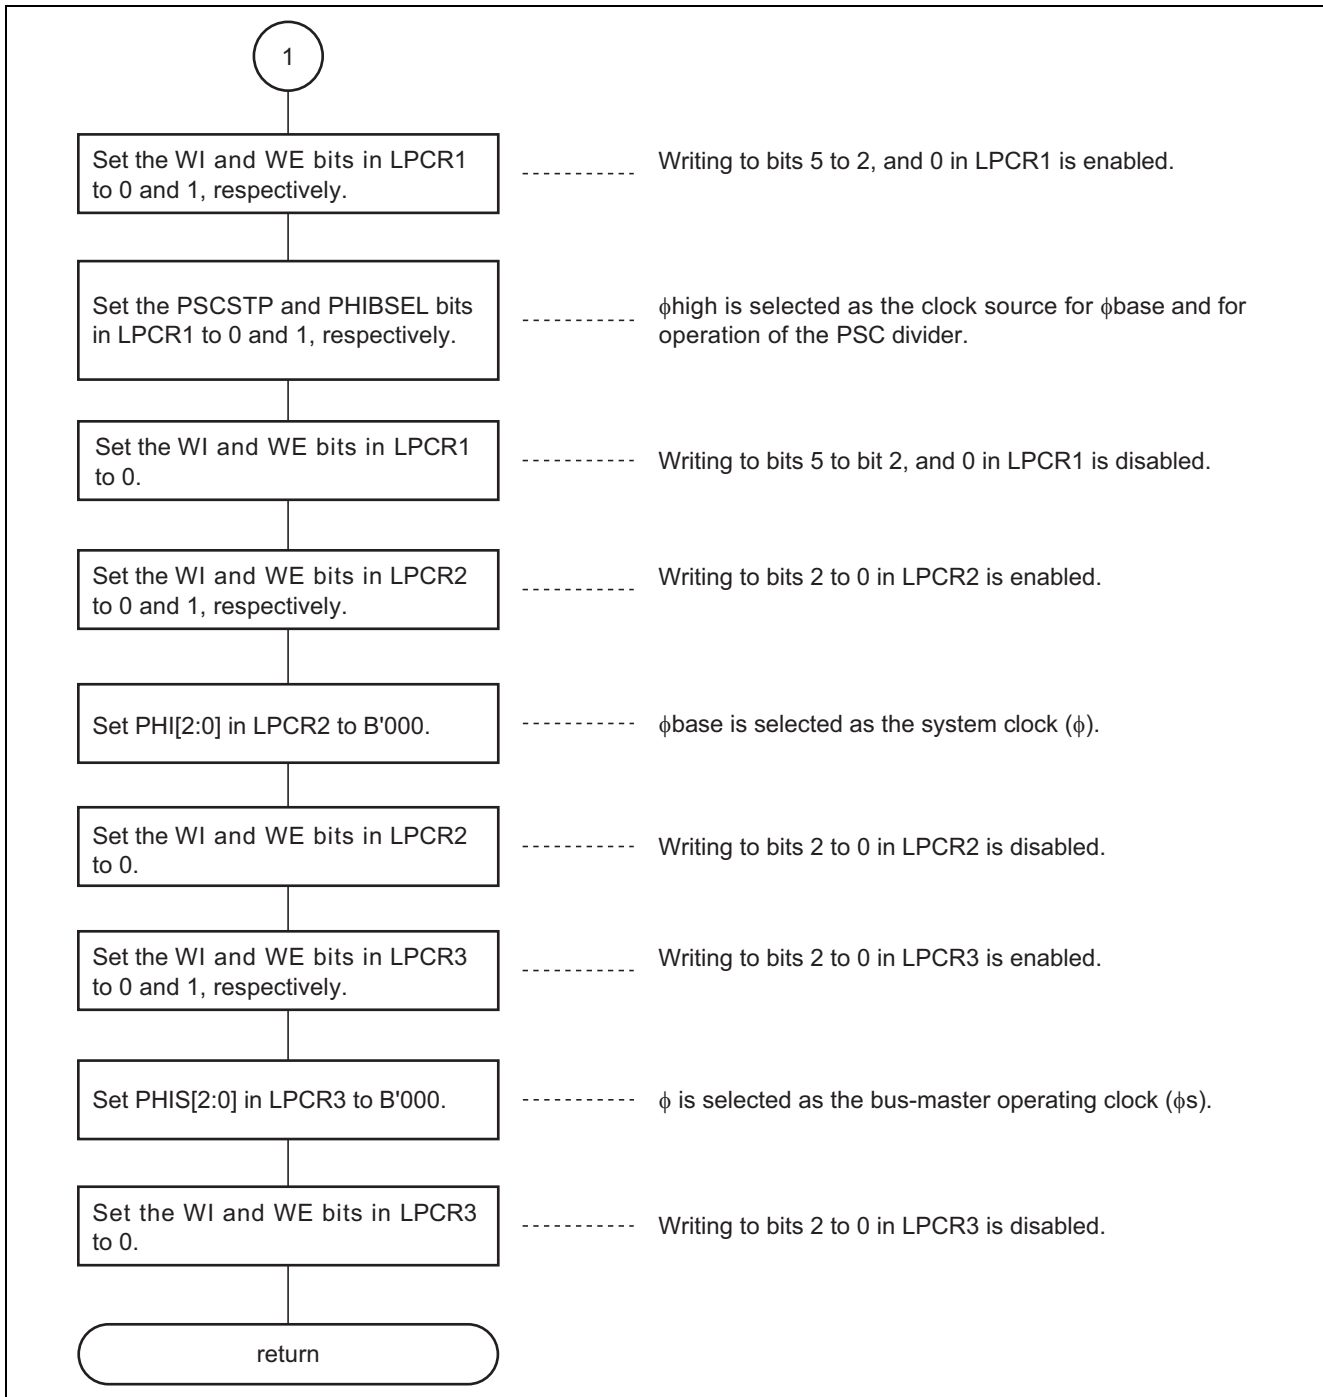 1
Set the WI and WE bits in LPCR1
to 0 and 1, respectively.
Writing to bits 5 to 2, and 0 in LPCR1 is enabled.
Set the PSCSTP and PHIBSEL bits
in LPCR1 to 0 and 1, respectively.
ϕhigh is selected as the clock source for ϕbase and for
operation of the PSC divider.
Set the WI and WE bits in LPCR1
to 0.
Writing to bits 5 to bit 2, and 0 in LPCR1 is disabled.
Set the WI and WE bits in LPCR2
to 0 and 1, respectively.
Writing to bits 2 to 0 in LPCR2 is enabled.
Set PHI[2:0] in LPCR2 to B'000.
ϕbase is selected as the system clock (ϕ).
Set the WI and WE bits in LPCR2
to 0.
Writing to bits 2 to 0 in LPCR2 is disabled.
Set the WI and WE bits in LPCR3
to 0 and 1, respectively.
Writing to bits 2 to 0 in LPCR3 is enabled.
Set PHIS[2:0] in LPCR3 to B'000.
ϕ is selected as the bus-master operating clock (ϕs).
Set the WI and WE bits in LPCR3
to 0.
Writing to bits 2 to 0 in LPCR3 is disabled.
return